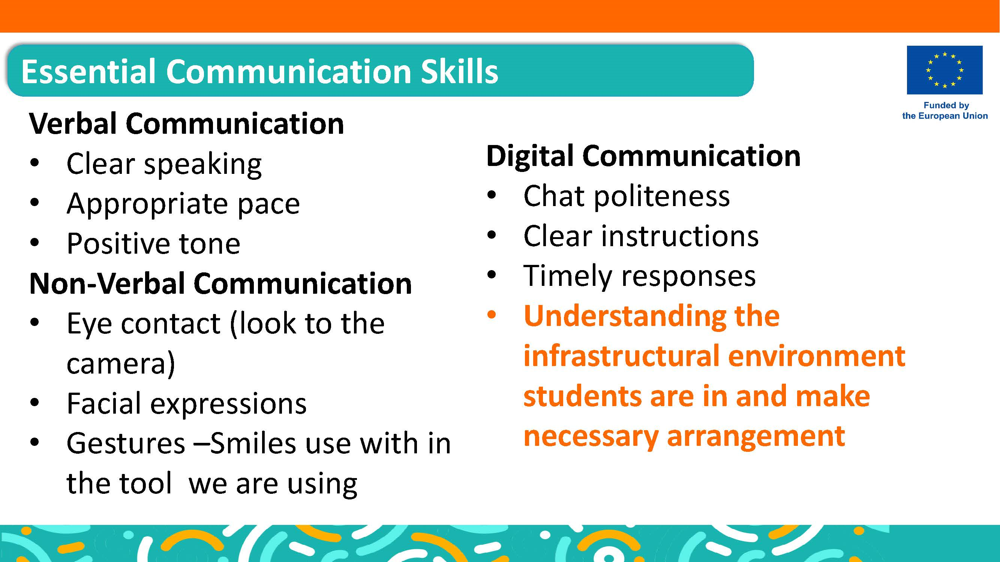 Essential Communication Skills
Funded by
the European Union
Verbal Communication
• Clear speaking
• Appropriate pace
• Positive tone
Non-Verbal Communication
• Eye contact (look to the
camera)
• Facial expressions
• Gestures –Smiles use with in
the tool  we are using
Digital Communication
• Chat politeness
• Clear instructions
• Timely responses
• Understanding the
infrastructural environment
students are in and make
necessary arrangement